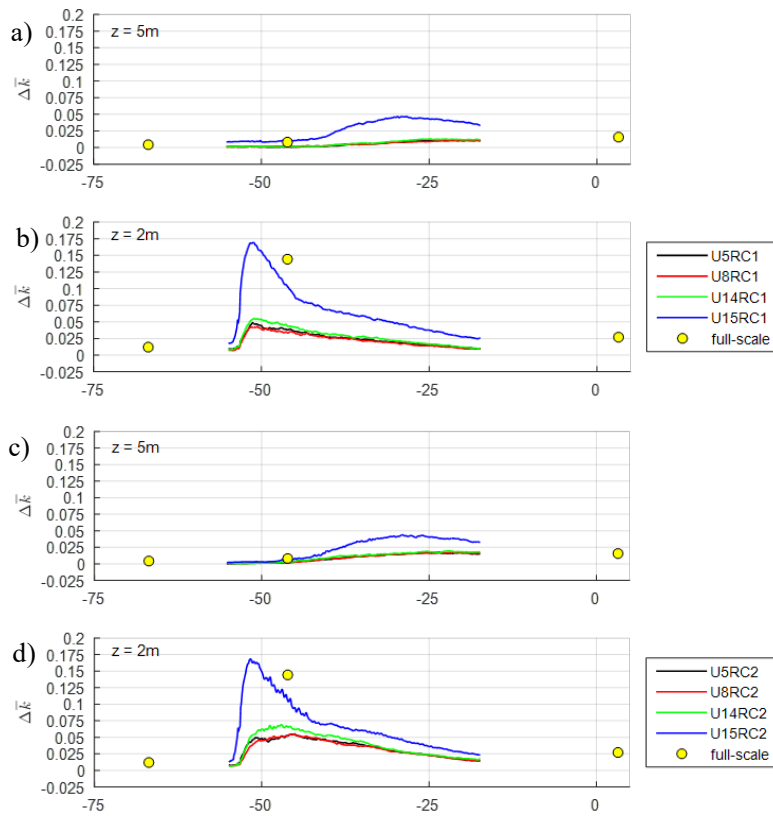 a)
z = 5m
Δk̅
0.2
0.175
0.15
0.125
0.1
0.075
0.05
0.025
0
-0.025
-75
-50
-25
0
b)
z = 2m
Δk̅
0.2
0.175
0.15
0.125
0.1
0.075
0.05
0.025
0
-0.025
-75
-50
-25
0
U5RC1
U8RC1
U14RC1
U15RC1
full-scale
c)
z = 5m
Δk̅
0.2
0.175
0.15
0.125
0.1
0.075
0.05
0.025
0
-0.025
-75
-50
-25
0
d)
z = 2m
Δk̅
0.2
0.175
0.15
0.125
0.1
0.075
0.05
0.025
0
-0.025
-75
-50
-25
0
U5RC2
U8RC2
U14RC2
U15RC2
full-scale